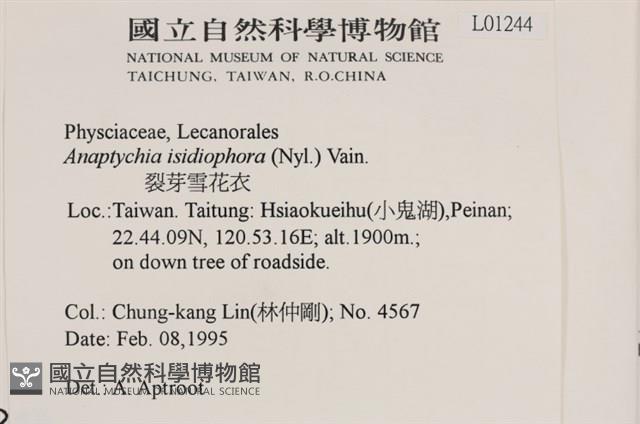 國立自然科學博物館
L01244
NATIONAL MUSEUM OF NATURAL SCIENCE
TAICHUNG, TAIWAN, R.O.CHINA
Physciaceae, Lecanorales
Anaptychia isidiophora (Nyl.) Vain.
裂芽雪花衣
Loc.:Taiwan. Taitung: Hsiaokueihu(小鬼湖),Peinan;
22.44.09N, 120.53.16E; alt.1900m.;
on down tree of roadside.
Col.: Chung-kang Lin(林仲剛); No. 4567
Date: Feb. 08,1995
國立自然科學博物館
NATIONAL MUSEUM OF NATURAL SCIENCE
Det.: A. Aptroot